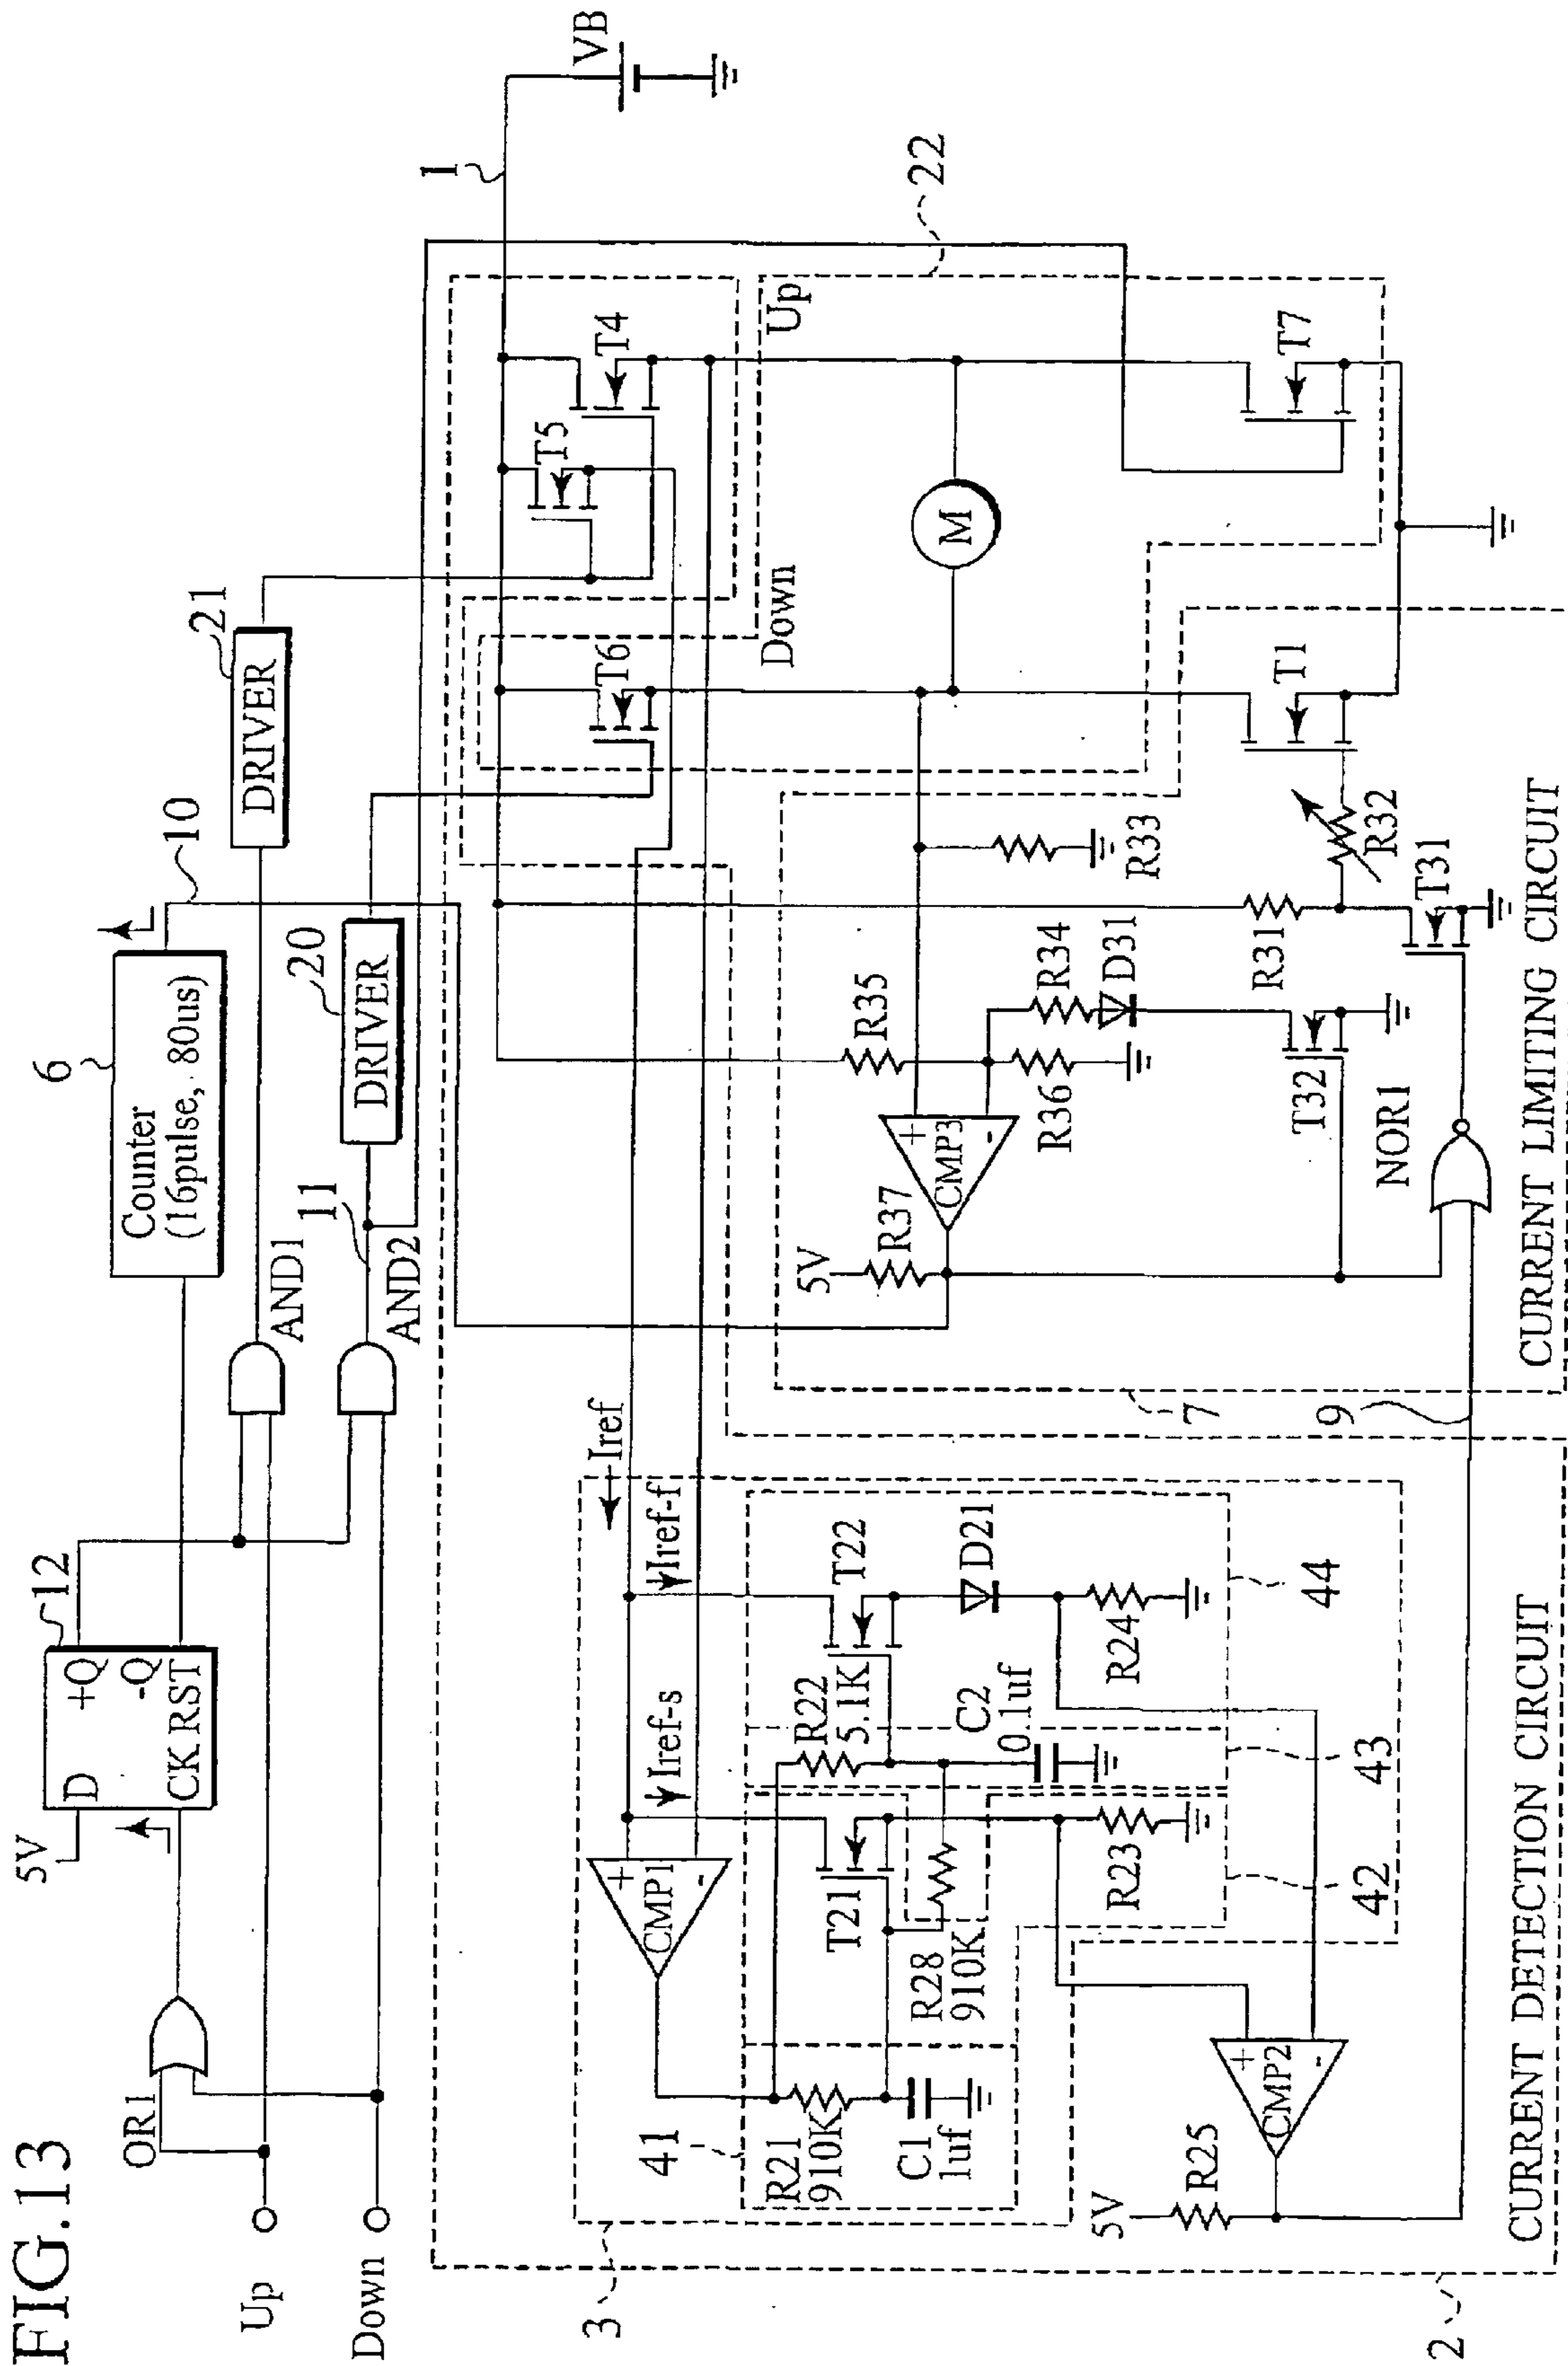 FIG.13
Up
Down
OR1
5V
D
+Q
-Q
CK
RST
12
AND1
AND2
11
Counter
(16pulse, 80us)
6
10
DRIVER
20
DRIVER
21
1
VB
T6
T5
T4
Down
Up
22
M
T1
T7
3
CMP1
+
-
Iref
Iref-s
Iref-f
41
R21
910K
C1
1uf
T21
R28
910K
R22
5.1K
C2
0.1uf
T22
D21
R23
R24
42
43
44
5V
R25
CMP2
+
-
2
CURRENT DETECTION CIRCUIT
9
7
5V
R37
CMP3
+
-
R35
R36
R34
D31
R33
T32
NOR1
R31
R32
T31
CURRENT LIMITING CIRCUIT